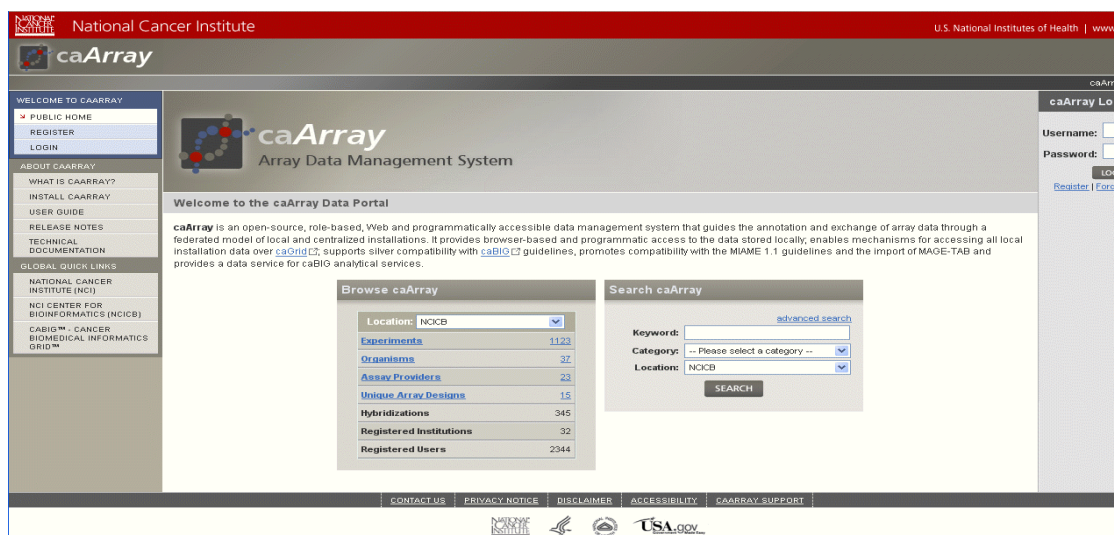 NATIONAL CANCER INSTITUTE
National Cancer Institute
U.S. National Institutes of Health | www
caArray
caArr
WELCOME TO CAARRAY
PUBLIC HOME
REGISTER
LOGIN
ABOUT CAARRAY
WHAT IS CAARRAY?
INSTALL CAARRAY
USER GUIDE
RELEASE NOTES
TECHNICAL
DOCUMENTATION
GLOBAL QUICK LINKS
NATIONAL CANCER
INSTITUTE (NCI)
NCI CENTER FOR
BIOINFORMATICS (NCICB)
CABIG™ - CANCER
BIOMEDICAL INFORMATICS
GRID™
caArray
Array Data Management System
Welcome to the caArray Data Portal
caArray is an open-source, role-based, Web and programmatically accessible data management system that guides the annotation and exchange of array data through a
federated model of local and centralized installations. It provides browser-based and programmatic access to the data stored locally; enables mechanisms for accessing all local
installation data over caGrid, supports silver compatibility with caBIG guidelines, promotes compatibility with the MIAME 1.1 guidelines and the import of MAGE-TAB and
provides a data service for caBIG analytical services.
Browse caArray
Location: NCICB
Experiments 1123
Organisms 37
Assay Providers 23
Unique Array Designs 15
Hybridizations 345
Registered Institutions 32
Registered Users 2344
Search caArray
advanced search
Keyword:
Category: -- Please select a category --
Location: NCICB
SEARCH
caArray Lo
Username:
Password:
LO
Register | Forg
CONTACT US PRIVACY NOTICE DISCLAIMER ACCESSIBILITY CAARRAY SUPPORT
NATIONAL CANCER INSTITUTE
USA.gov